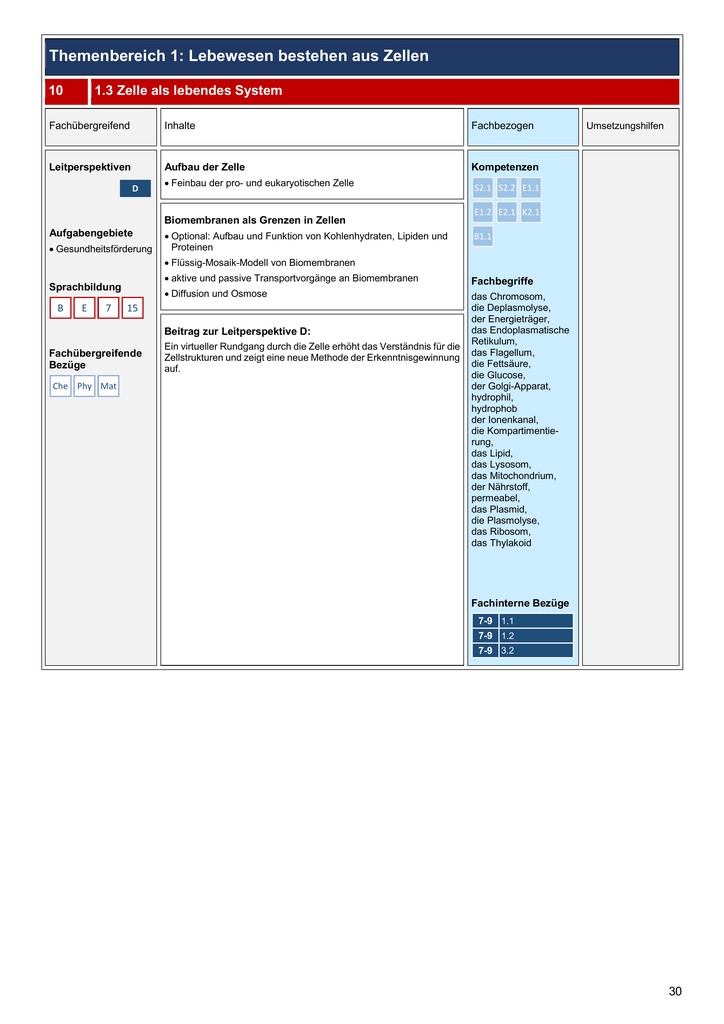 Themenbereich 1: Lebewesen bestehen aus Zellen
10 1.3 Zelle als lebendes System
Fachübergreifend Inhalte Fachbezogen Umsetzungshilfen
Leitperspektiven
D
Aufgabengebiete
• Gesundheitsförderung
Sprachbildung
B E 7 15
Fachübergreifende
Bezüge
Che Phy Mat
Aufbau der Zelle
• Feinbau der pro- und eukaryotischen Zelle
Biomembranen als Grenzen in Zellen
• Optional: Aufbau und Funktion von Kohlenhydraten, Lipiden und
Proteinen
• Flüssig-Mosaik-Modell von Biomembranen
• aktive und passive Transportvorgänge an Biomembranen
• Diffusion und Osmose
Beitrag zur Leitperspektive D:
Ein virtueller Rundgang durch die Zelle erhöht das Verständnis für die
Zellstrukturen und zeigt eine neue Methode der Erkenntnisgewinnung
auf.
Kompetenzen
S2.1 S2.2 E1.1
E1.2 E2.1 K2.1
B1.1
Fachbegriffe
das Chromosom,
die Deplasmolyse,
der Energieträger,
das Endoplasmatische
Retikulum,
das Flagellum,
die Fettsäure,
die Glucose,
der Golgi-Apparat,
hydrophil,
hydrophob
der Ionenkanal,
die Kompartimentie-
rung,
das Lipid,
das Lysosom,
das Mitochondrium,
der Nährstoff,
permeabel,
das Plasmid,
die Plasmolyse,
das Ribosom,
das Thylakoid
Fachinterne Bezüge
7-9 1.1
7-9 1.2
7-9 3.2
30